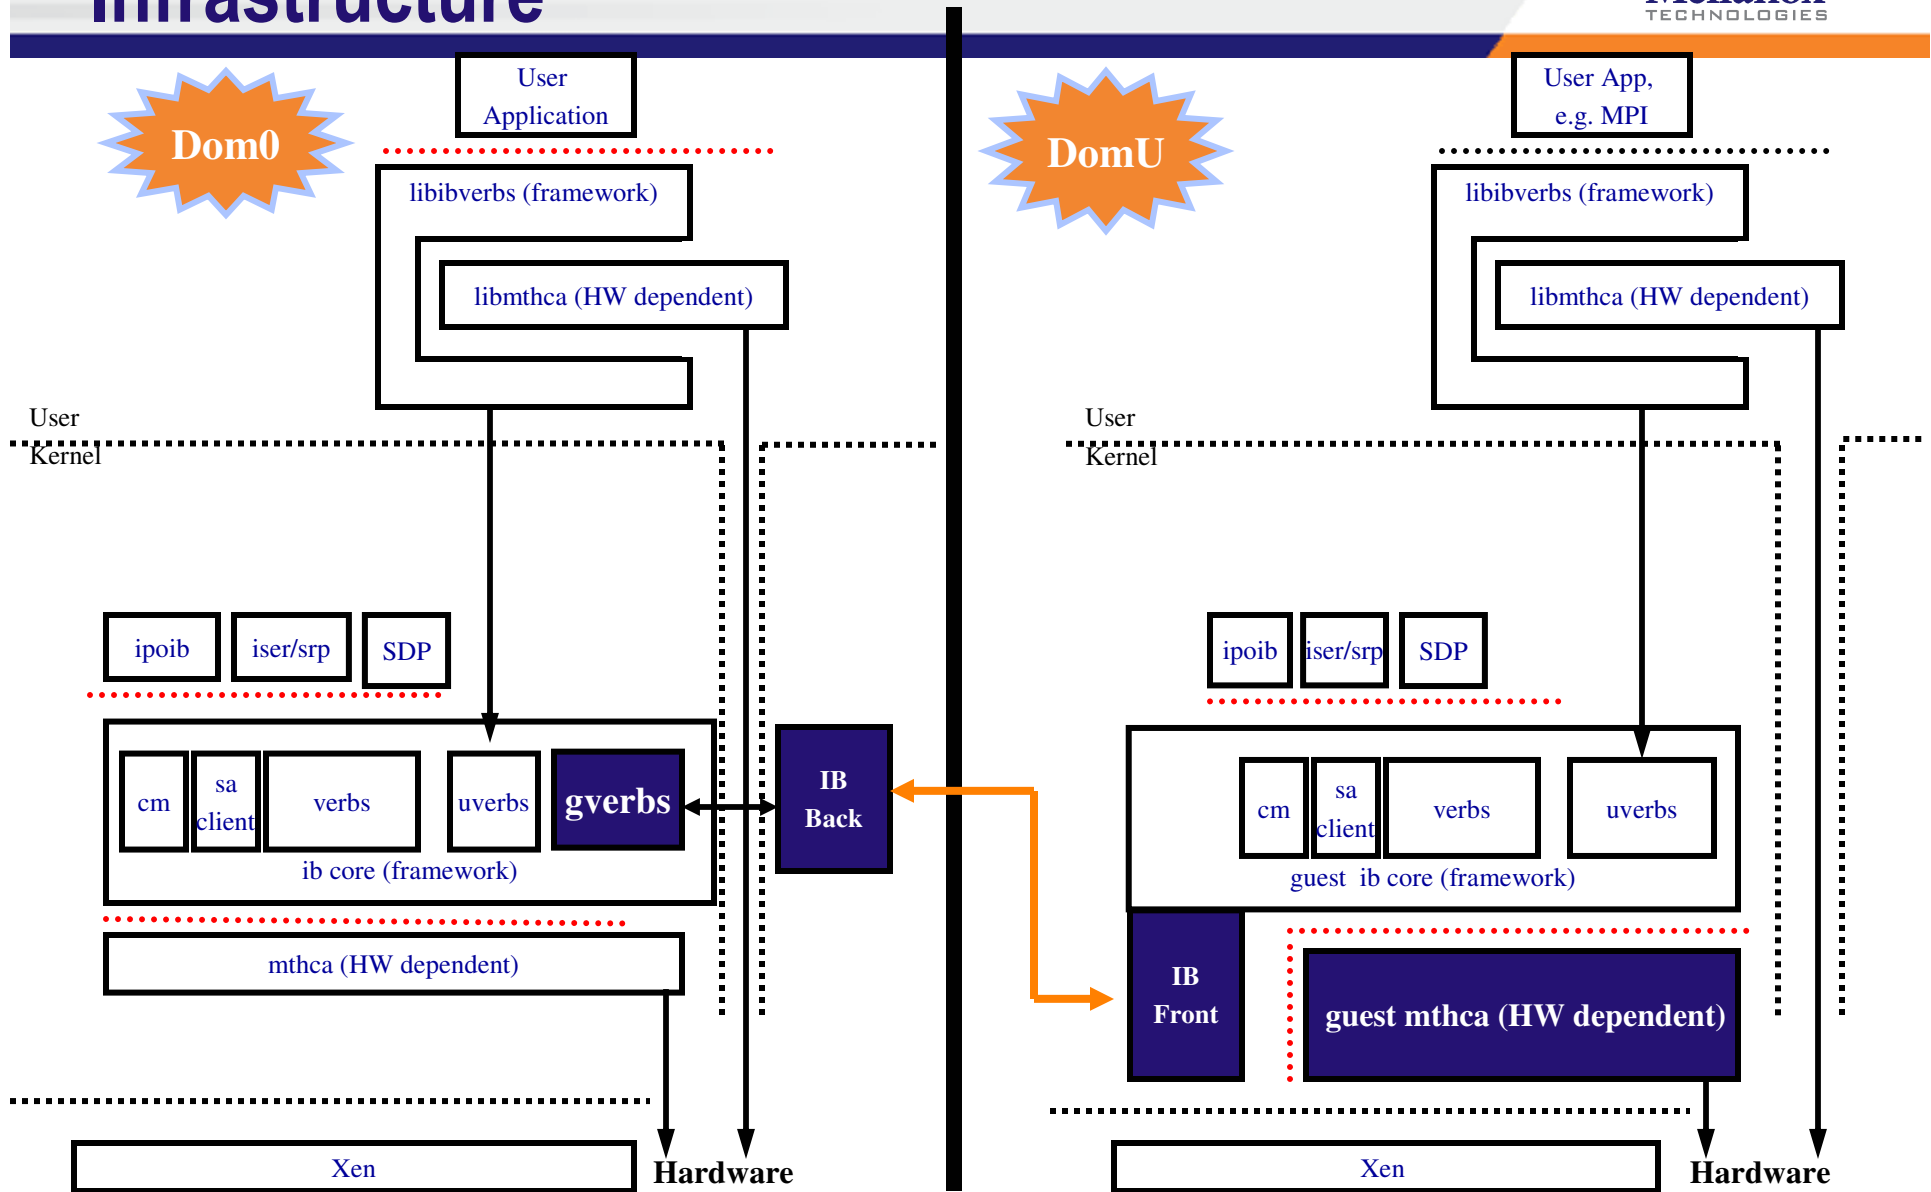 Infrastructure
Mellanox
TECHNOLOGIES
Dom0
User
Application
libibverbs (framework)
libmthca (HW dependent)
User
Kernel
ipoib
iser/srp
SDP
cm
sa
client
verbs
uverbs
gverbs
ib core (framework)
IB
Back
mthca (HW dependent)
Xen
Hardware
DomU
User App,
e.g. MPI
libibverbs (framework)
libmthca (HW dependent)
User
Kernel
ipoib
iser/srp
SDP
cm
sa
client
verbs
uverbs
guest ib core (framework)
IB
Front
guest mthca (HW dependent)
Xen
Hardware